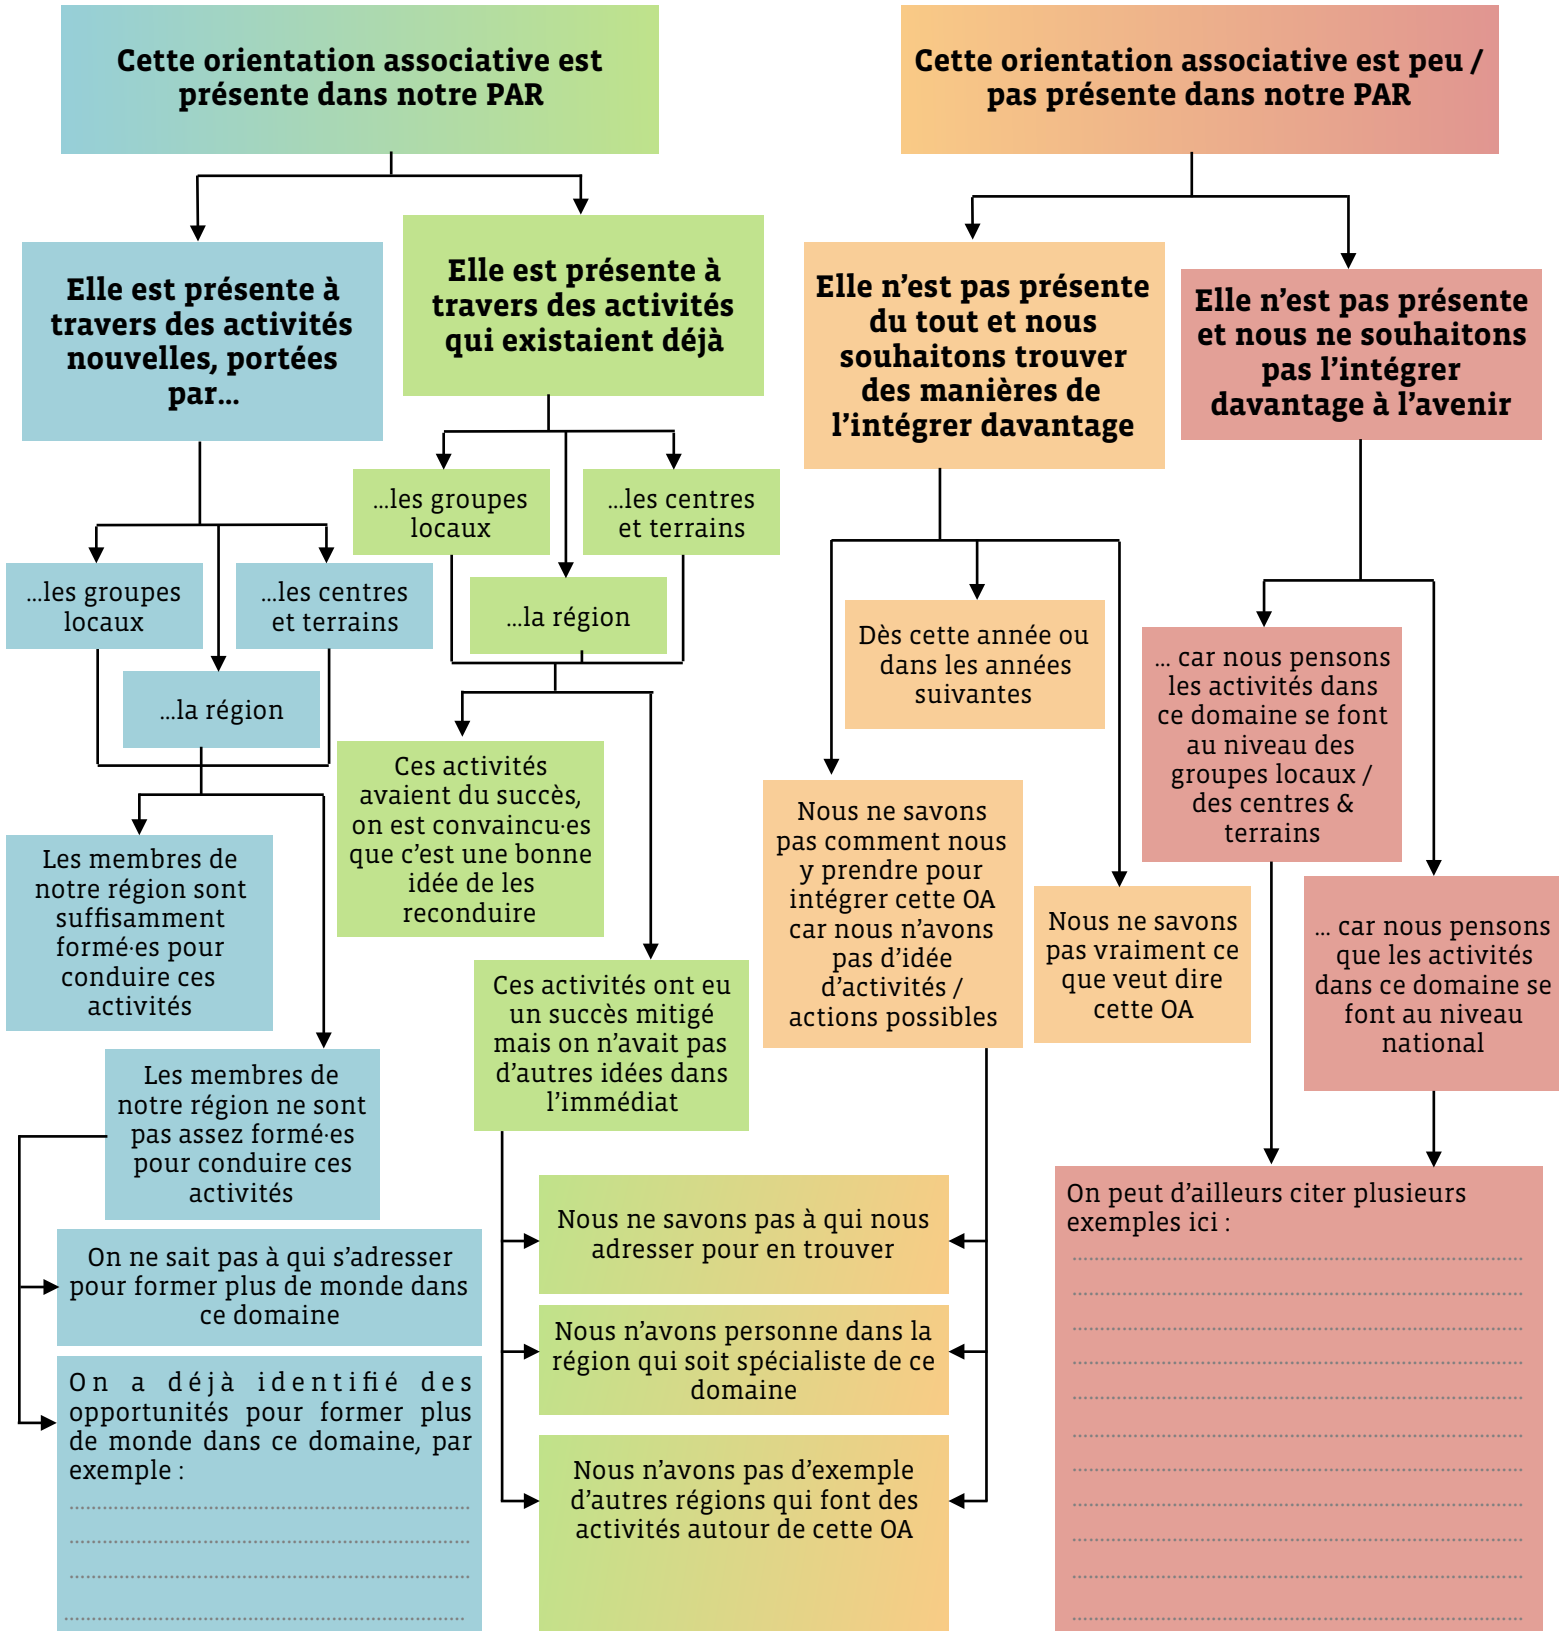 Cette orientation associative est
présente dans notre PAR
Cette orientation associative est peu /
pas présente dans notre PAR
Elle est présente à
travers des activités
nouvelles, portées
par...
Elle est présente à
travers des activités
qui existaient déjà
Elle n’est pas présente
du tout et nous
souhaitons trouver
des manières de
l’intégrer davantage
Elle n’est pas présente
et nous ne souhaitons
pas l’intégrer
davantage à l’avenir
...les groupes
locaux
...la région
...les centres
et terrains
...les groupes
locaux
...la région
...les centres
et terrains
Les membres de
notre région sont
suffisamment
formé·es pour
conduire ces
activités
Les membres de
notre région ne sont
pas assez formé·es
pour conduire ces
activités
On ne sait pas à qui s’adresser
pour former plus de monde dans
ce domaine
On a déjà identifié des
opportunités pour former plus
de monde dans ce domaine, par
exemple :
Ces activités
avaient du succès,
on est convaincu·es
que c’est une bonne
idée de les
reconduire
Ces activités ont eu
un succès mitigé
mais on n’avait pas
d’autres idées dans
l’immédiat
Dès cette année ou
dans les années
suivantes
Nous ne savons
pas comment nous
y prendre pour
intégrer cette OA
car nous n’avons
pas d’idée
d’activités /
actions possibles
Nous ne savons
pas vraiment ce
que veut dire
cette OA
Nous ne savons pas à qui nous
adresser pour en trouver
Nous n’avons personne dans la
région qui soit spécialiste de ce
domaine
Nous n’avons pas d’exemple
d’autres régions qui font des
activités autour de cette OA
... car nous pensons
les activités dans
ce domaine se font
au niveau des
groupes locaux /
des centres &
terrains
... car nous pensons
que les activités
dans ce domaine se
font au niveau
national
On peut d’ailleurs citer plusieurs
exemples ici :